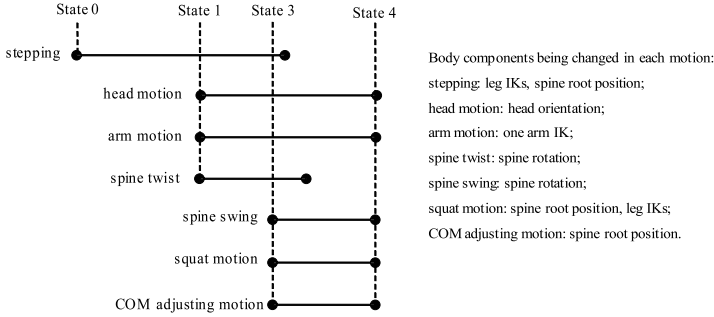 State 0
State 1
State 3
State 4
stepping
head motion
arm motion
spine twist
spine swing
squat motion
COM adjusting motion
Body components being changed in each motion:
stepping: leg IKs, spine root position;
head motion: head orientation;
arm motion: one arm IK;
spine twist: spine rotation;
spine swing: spine rotation;
squat motion: spine root position, leg IKs;
COM adjusting motion: spine root position.